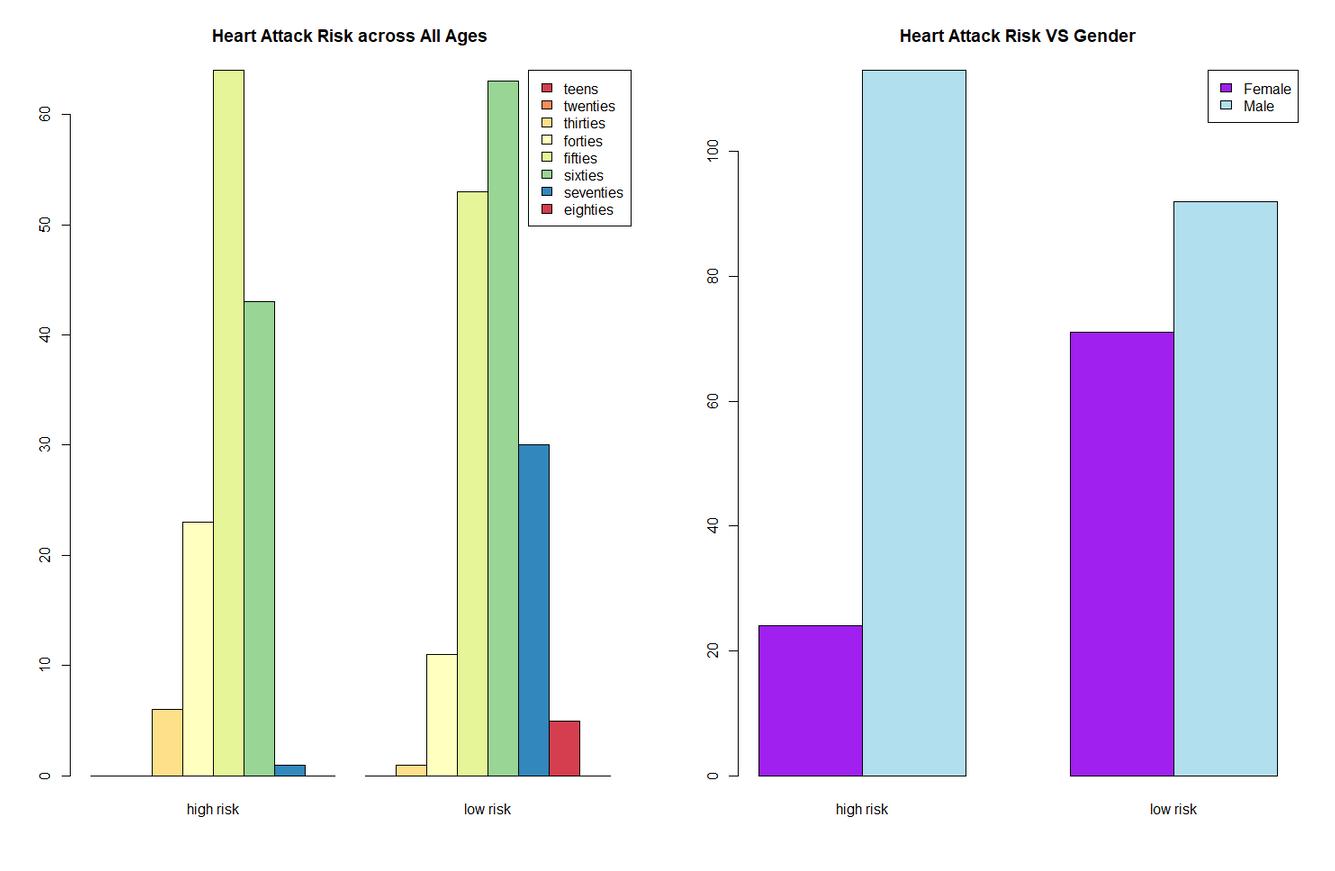 Heart Attack Risk across All Ages
teens
twenties
thirties
forties
fifties
sixties
seventies
eighties
60
50
40
30
20
10
0
high risk
low risk
Heart Attack Risk VS Gender
Female
Male
100
80
60
40
20
0
high risk
low risk